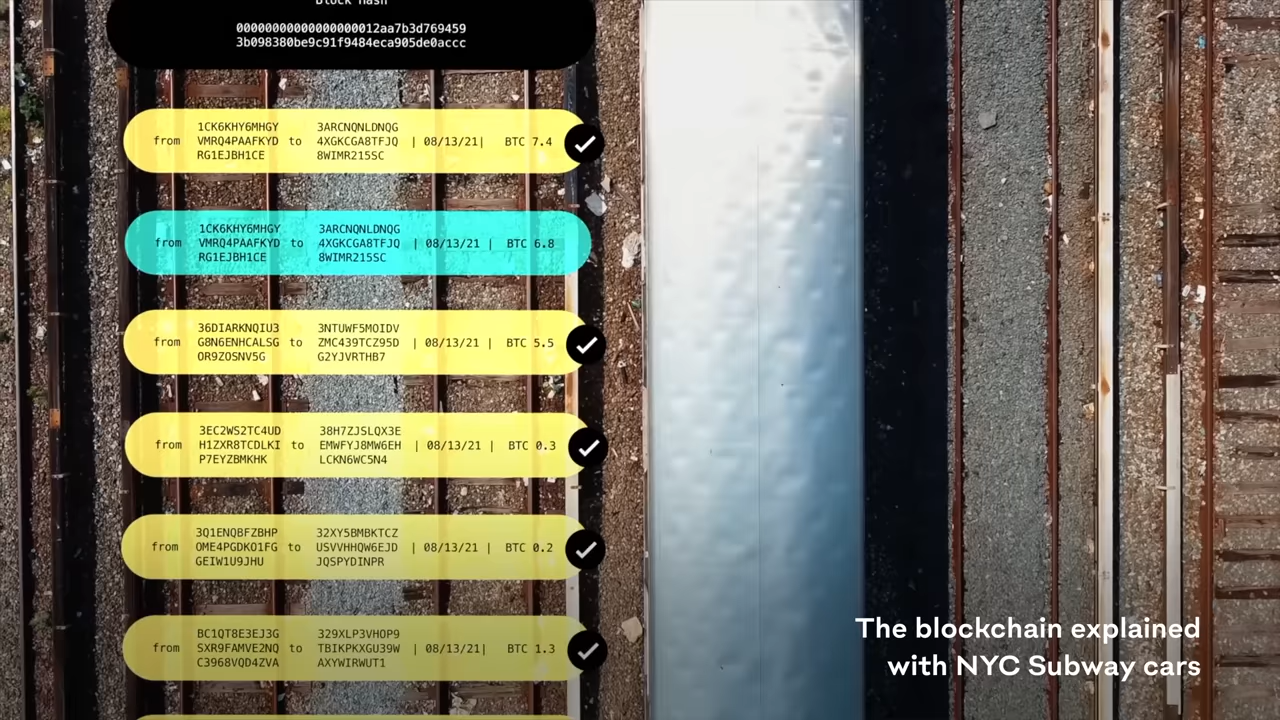 Block Hash
00000000000000000012aa7b3d769459
3b098380be9c91f9484eca905de0accc
from 1CK6KHY6MHGY
VMRQ4PAAFKYD
RG1EJBH1CE to 3ARCNQNLDNQG
4XGKCGA8TFJQ
8WIMR215SC | 08/13/21| BTC 7.4
from 1CK6KHY6MHGY
VMRQ4PAAFKYD
RG1EJBH1CE to 3ARCNQNLDNQG
4XGKCGA8TFJQ
8WIMR215SC | 08/13/21 | BTC 6.8
from 36DIARKNQIU3
G8N6ENHCALSG
OR9ZOSNV5G to 3NTUWF5MOIDV
ZMC439TCZ95D
G2YJVRTHB7 | 08/13/21 | BTC 5.5
from 3EC2WS2TC4UD
H1ZXR8TCDLKI
P7EYZBMKHK to 38H7ZJSLQX3E
EMWFYJ8MW6EH
LCKN6WC5N4 | 08/13/21 | BTC 0.3
from 3Q1ENQBFZBHP
OME4PGDKO1FG
GEIW1U9JHU to 32XY5BMBKTCZ
USVVHHQW6EJD
JQSPYDINPR | 08/13/21 | BTC 0.2
from BC1QT8E3EJ3G
SXR9FAMVE2NQ
C3968VQD4ZVA to 329XLP3VHOP9
TBIKPKXGU39W
AXYWIRWUT1 | 08/13/21| BTC 1.3
The blockchain explained
with NYC Subway cars